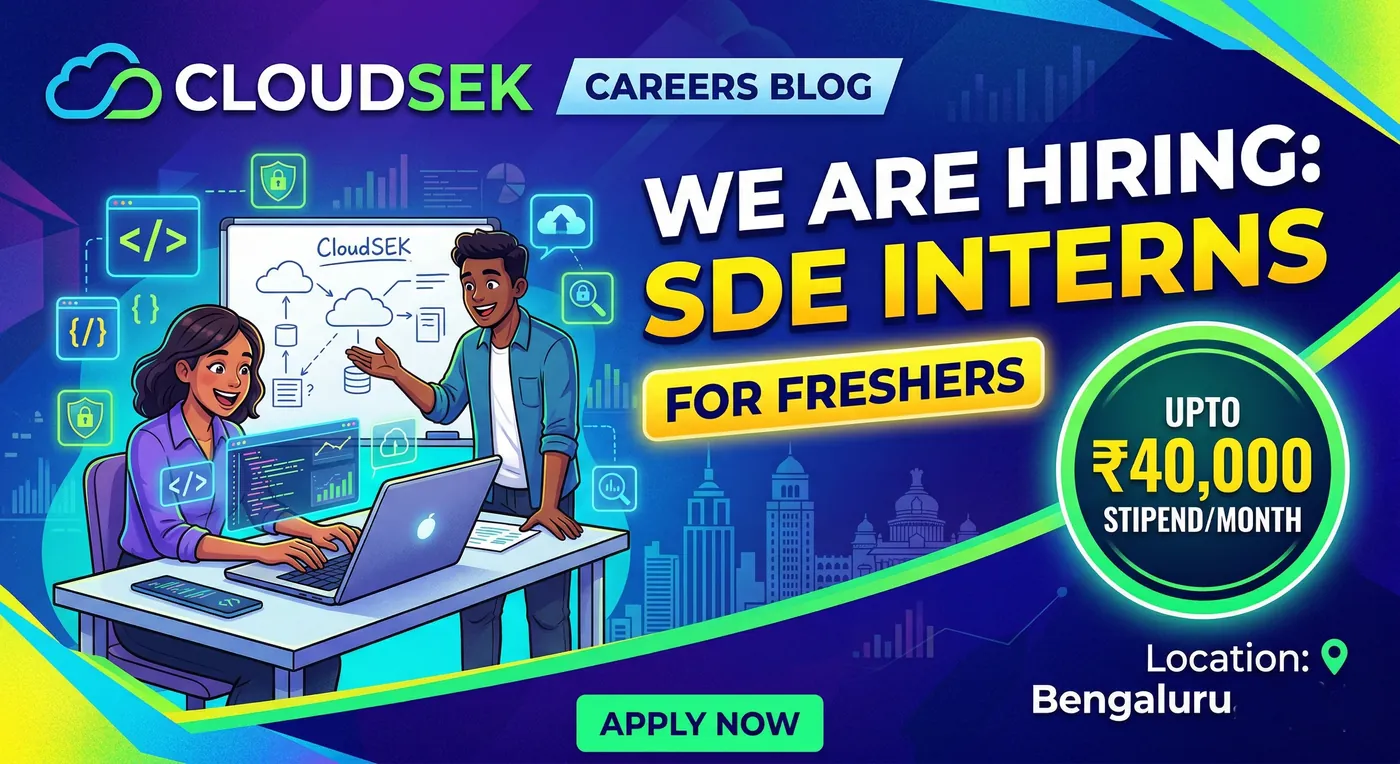 CLOUDSEK
CAREERS BLOG
WE ARE HIRING:
SDE INTERNS
FOR FRESHERS
UPTO
₹40,000
STIPEND/MONTH
Location:
Bengaluru
APPLY NOW
CloudSEK
?
</>
{/}
{}
</>